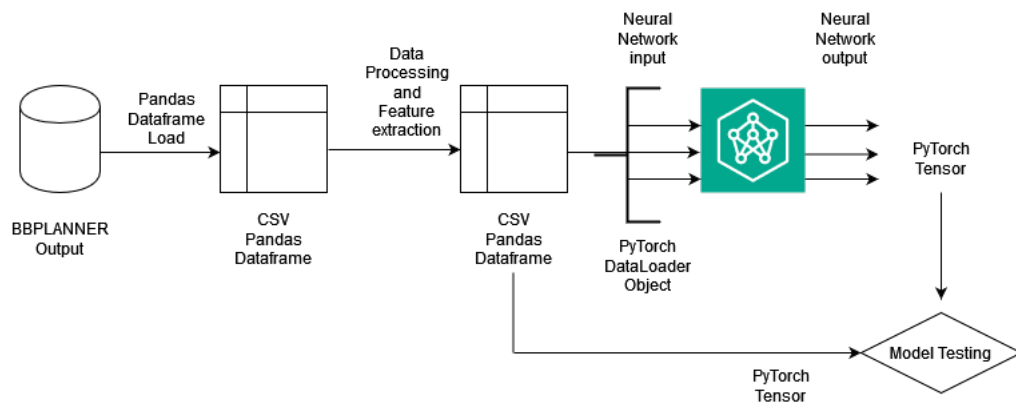 Neural
Network
input
Neural
Network
output
Data
Processing
and
Feature
extraction
Pandas
Dataframe
Load
PyTorch
Tensor
BBPLANNER
Output
CSV
Pandas
Dataframe
CSV
Pandas
Dataframe
PyTorch
DataLoader
Object
Model Testing
PyTorch
Tensor